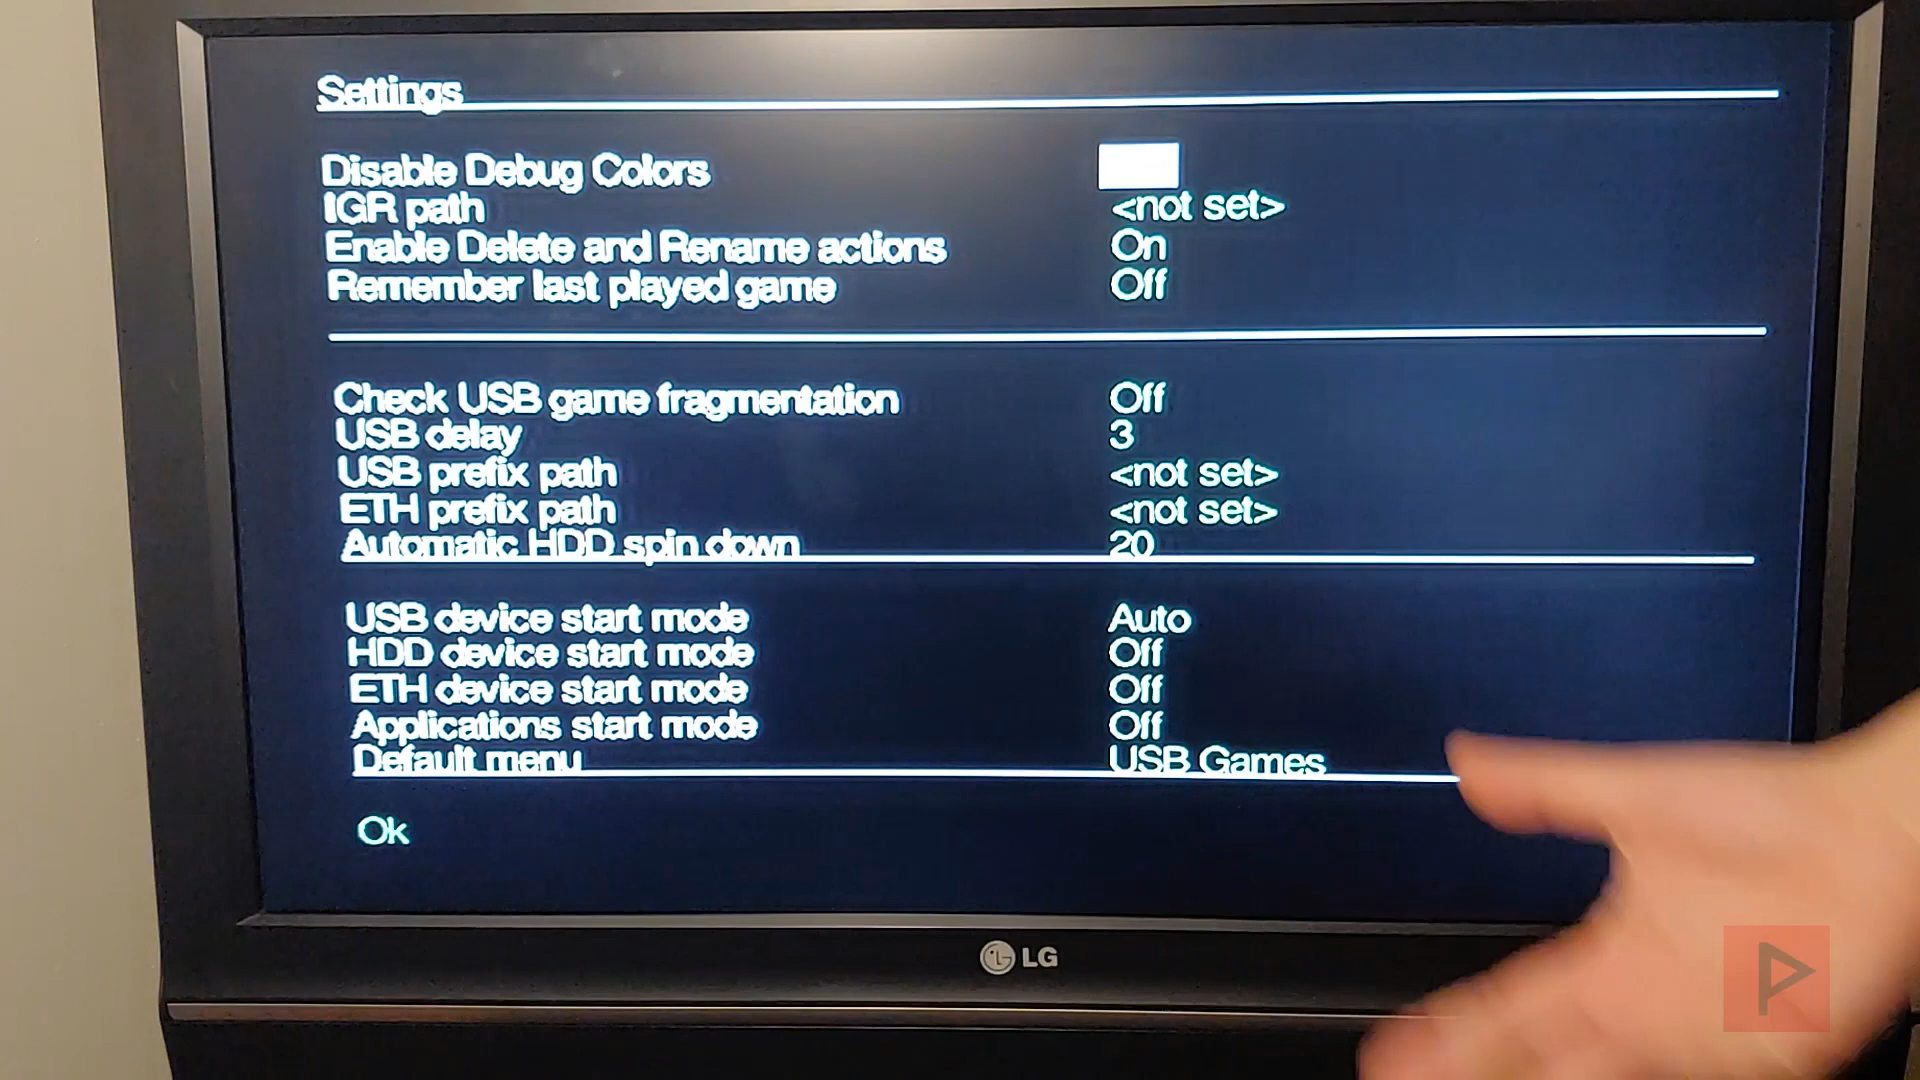 Settings
Disable Debug Colors
IGR path <not set>
Enable Delete and Rename actions On
Remember last played game Off
Check USB game fragmentation Off
USB delay 3
USB prefix path <not set>
ETH prefix path <not set>
Automatic HDD spin down 20
USB device start mode Auto
HDD device start mode Off
ETH device start mode Off
Applications start mode Off
Default menu USB Games
Ok
LG